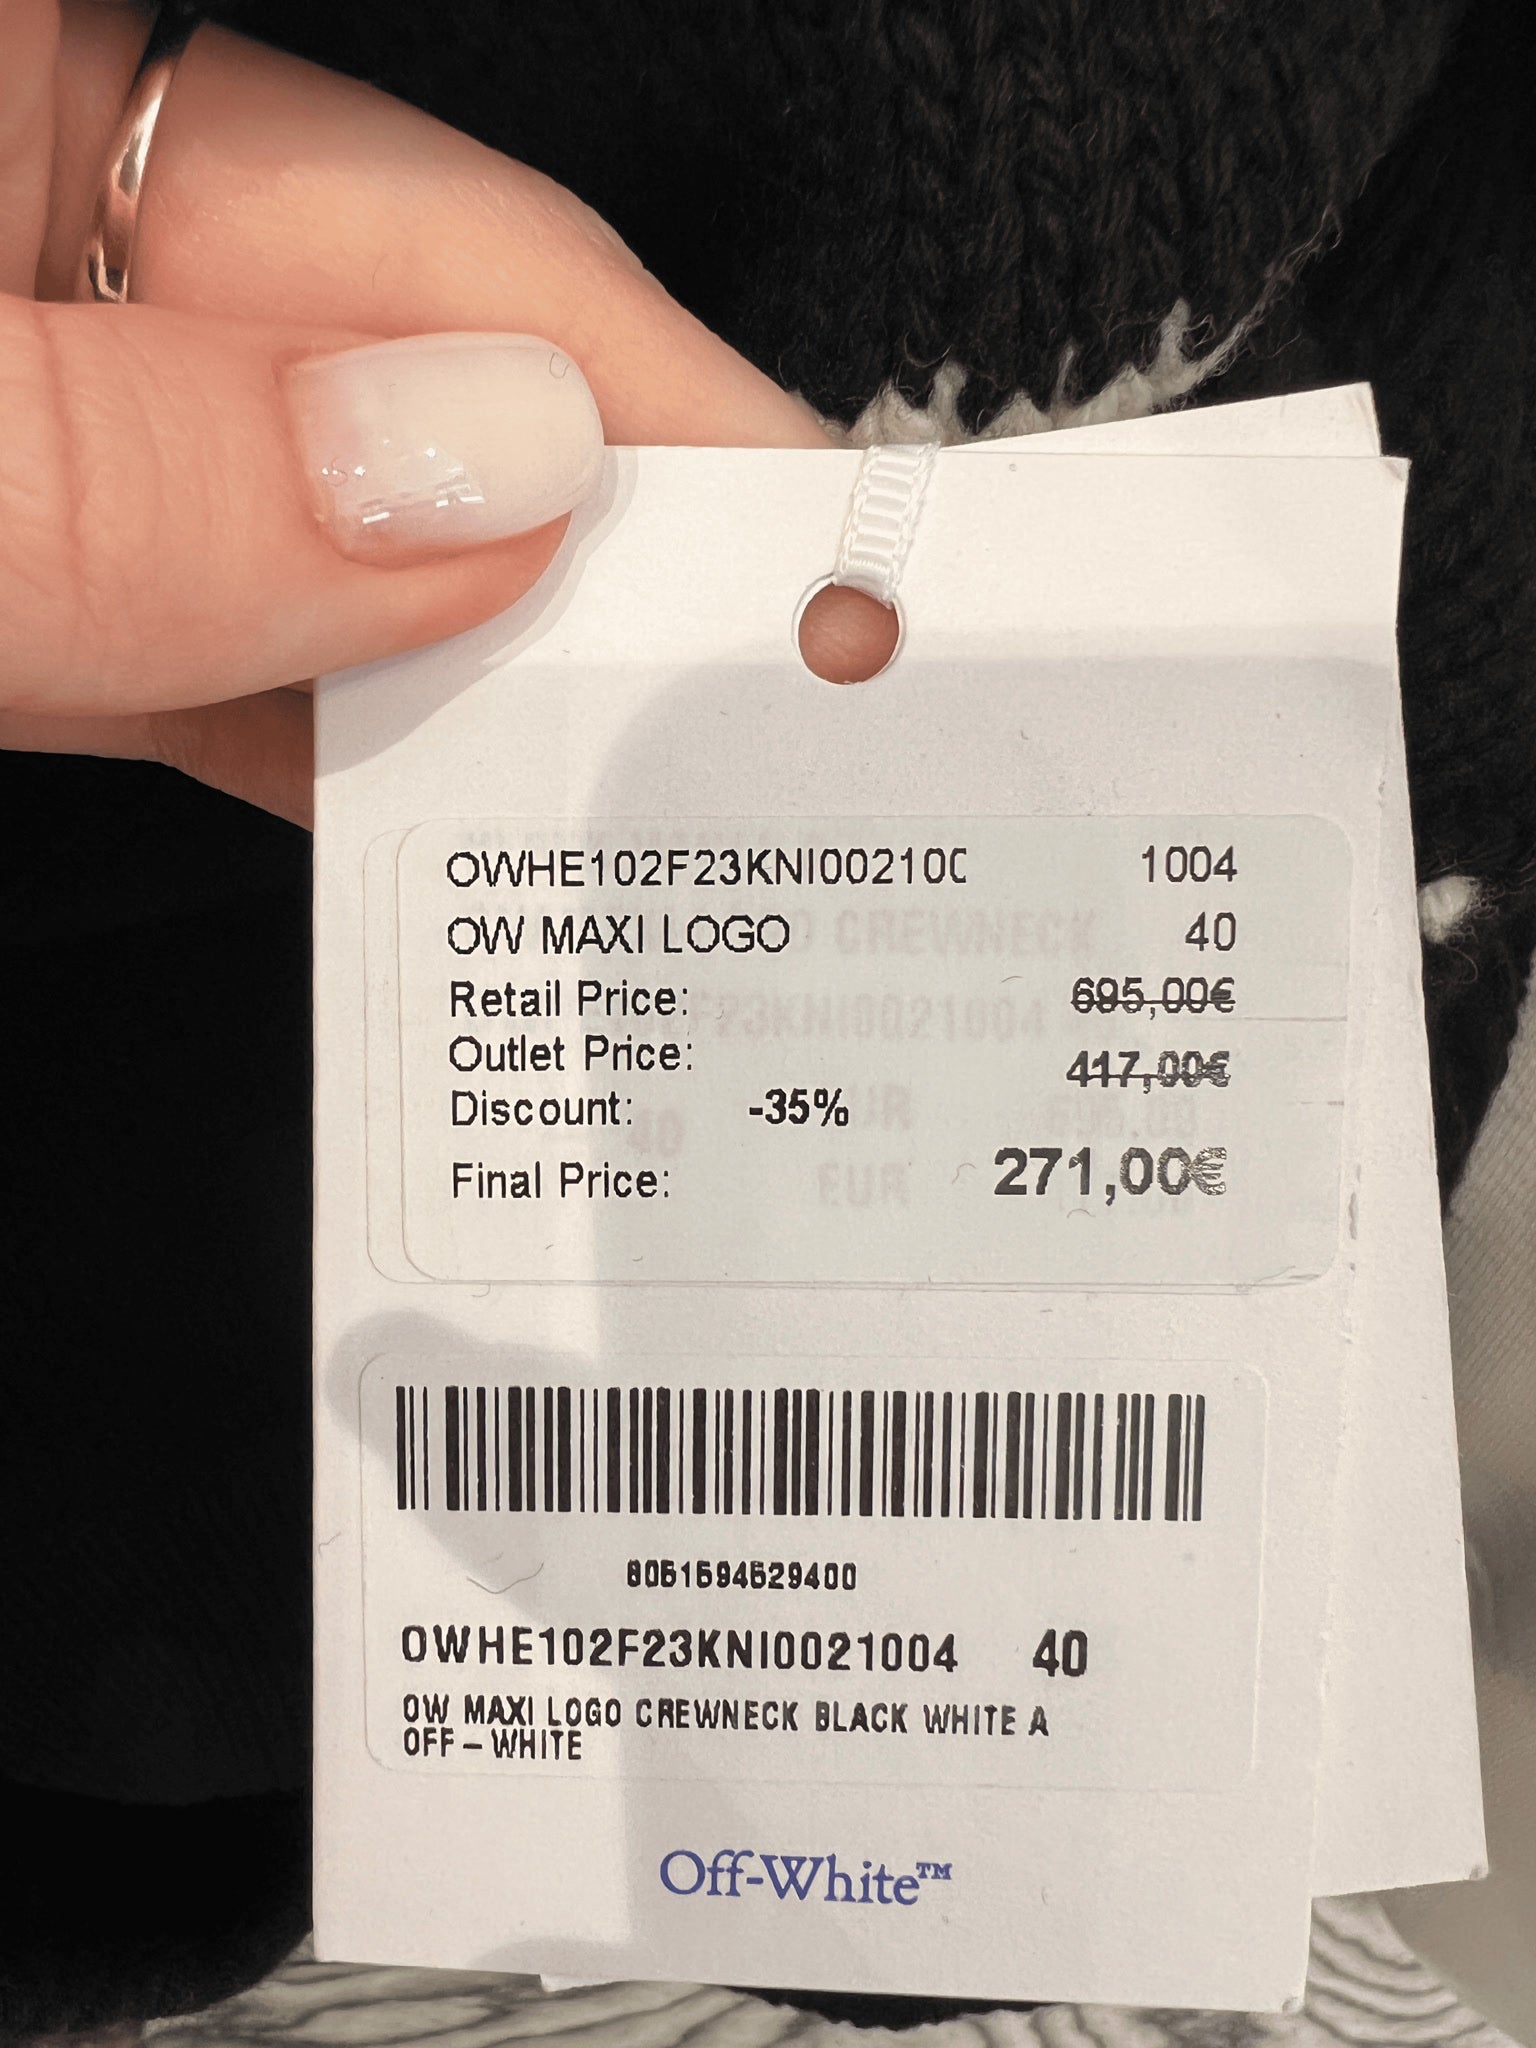 OWHE102F23KNI00210C 1004
OW MAXI LOGO 40
Retail Price: 695,00€
Outlet Price: 417,00€
Discount: -35%
Final Price: 271,00€
8051594529400
OWHE102F23KNI0021004 40
OW MAXI LOGO CREWNECK BLACK WHITE A
OFF-WHITE
Off-White™